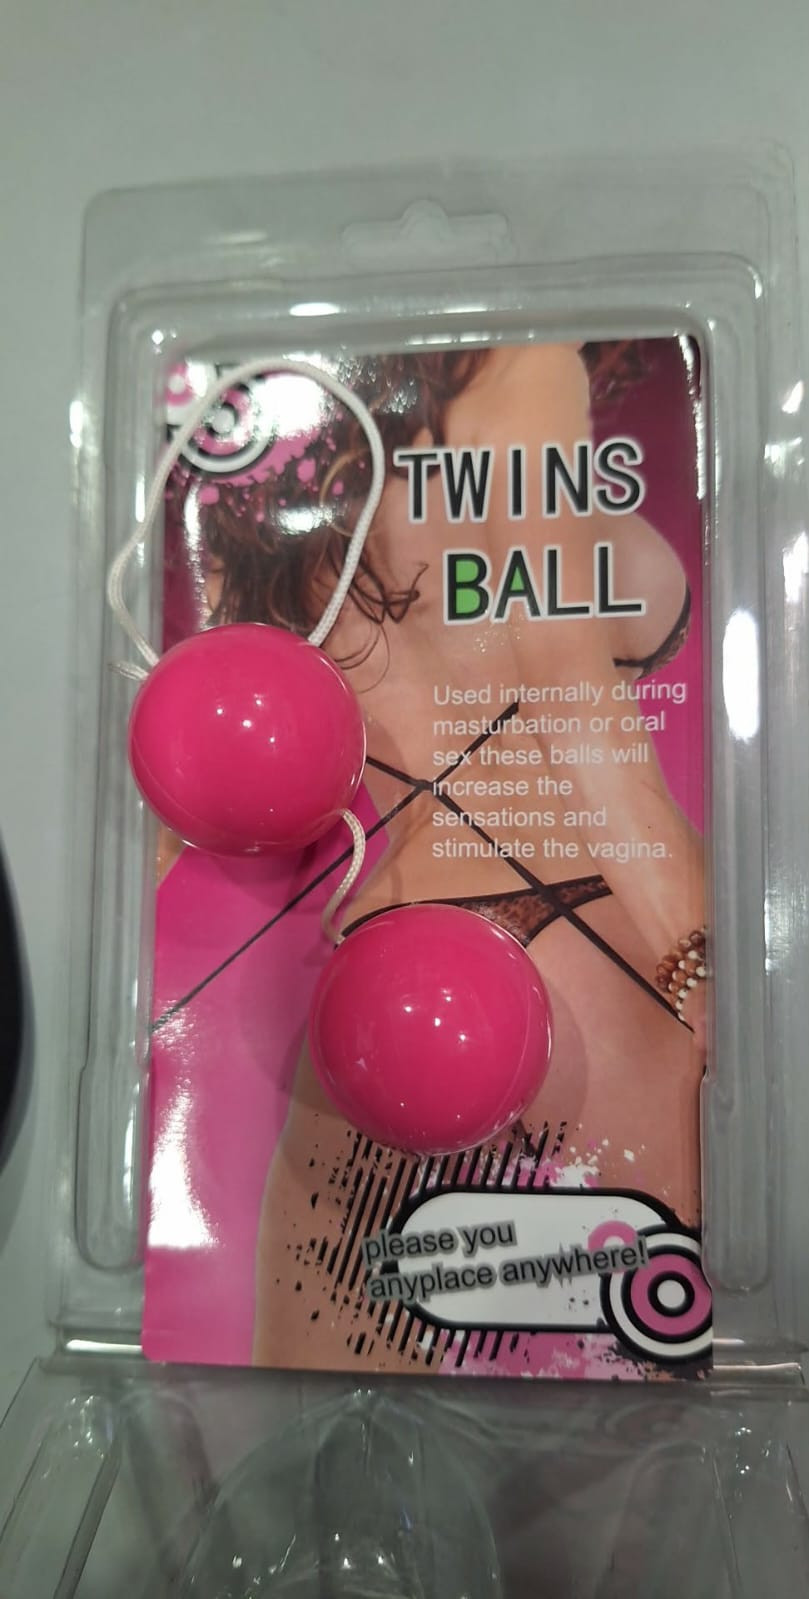 TWINS
BALL
Used internally during
masturbation or oral
sex these balls will
increase the
sensations and
stimulate the vagina.
please you
anyplace anywhere!